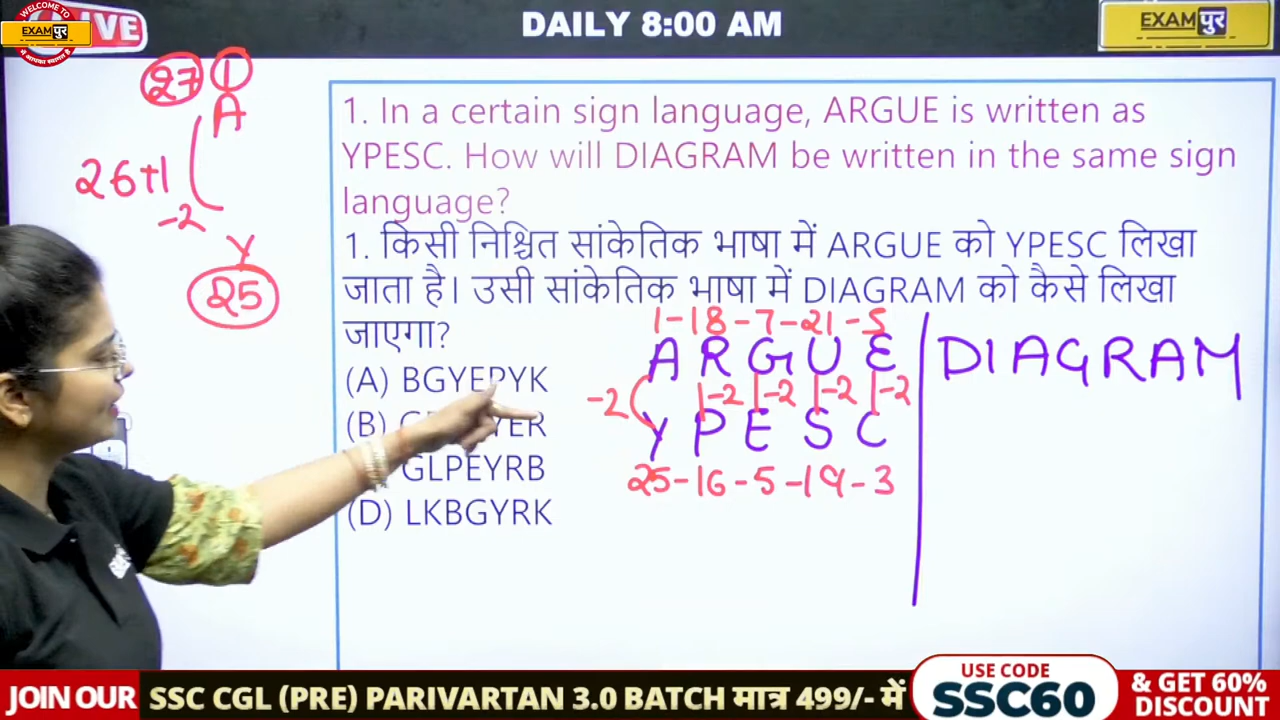 WELCOME TO
EXAMपुर
में आपका स्वागत है
LIVE
DAILY 8:00 AM
EXAMपुर
27 1
A
26+1
-2
Y
25
1. In a certain sign language, ARGUE is written as
YPESC. How will DIAGRAM be written in the same sign
language?
1. किसी निश्चित सांकेतिक भाषा में ARGUE को YPESC लिखा
जाता है। उसी सांकेतिक भाषा में DIAGRAM को कैसे लिखा
जाएगा?
(A) BGYEPYK
(B)
GLPEYRB
(D) LKBGYRK
1-18-7-21-5
ARGUE
DIAGRAM
-2 -2 -2 -2 -2
YPESC
25-16-5-19-3
JOIN OUR SSC CGL (PRE) PARIVARTAN 3.0 BATCH मात्र 499/- में
USE CODE
SSC60
& GET 60%
DISCOUNT